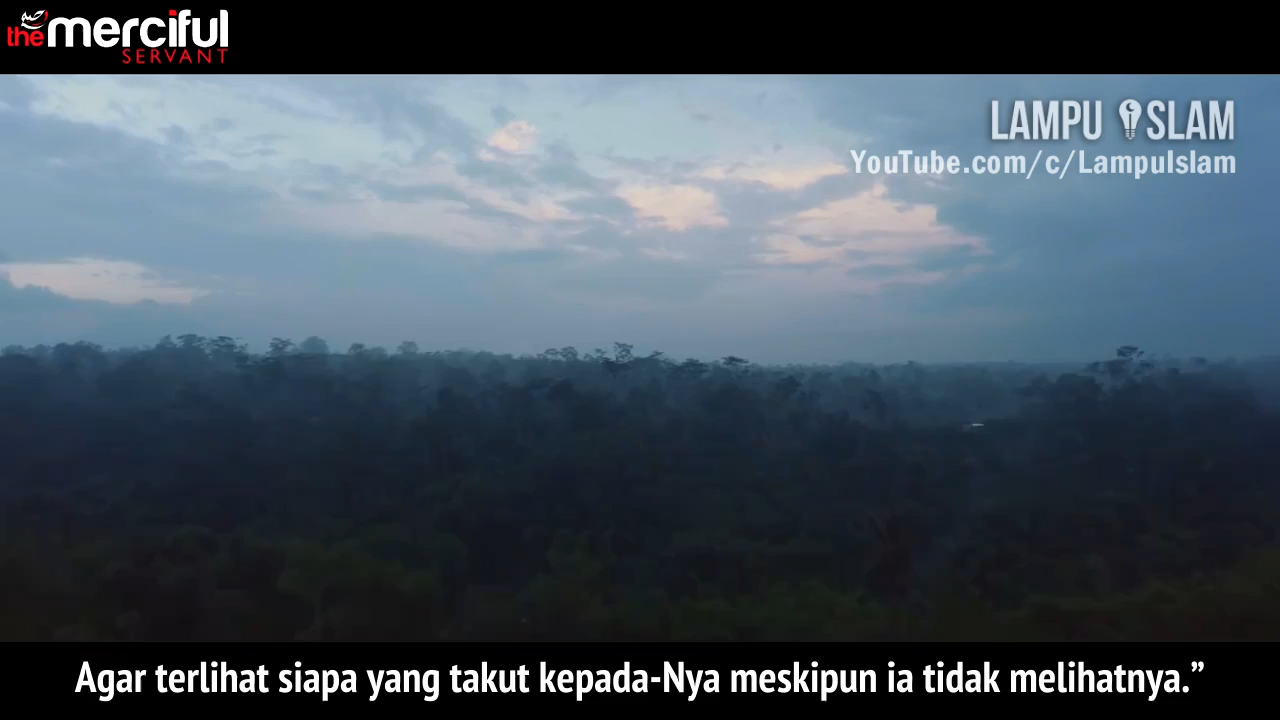 the merciful
SERVANT
LAMPU ISLAM
YouTube.com/c/LampuIslam
Agar terlihat siapa yang takut kepada-Nya meskipun ia tidak melihatnya.”